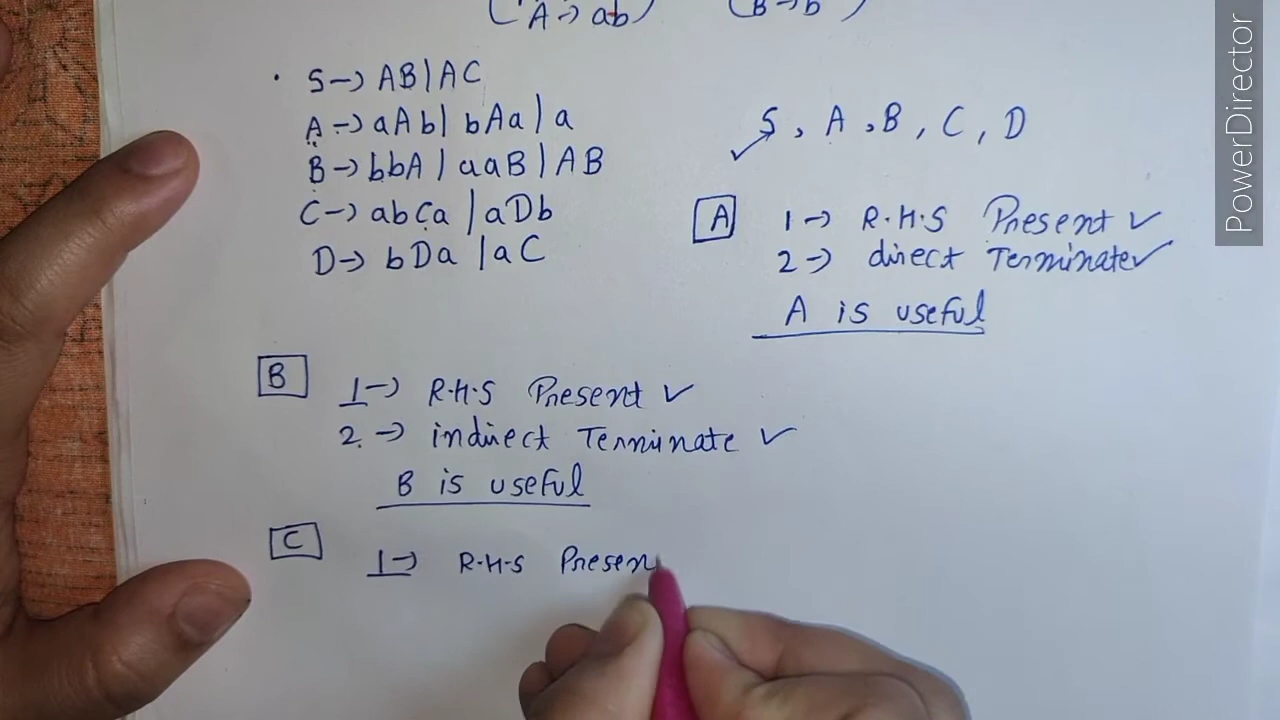 (A → ab) (B → b)
• S → AB | AC
A → aAb | bAa | a
B → bbA | aaB | AB
C → abCa | aDb
D → bDa | aC
S, A, B, C, D
A 1 → R.H.S Present ✓
2 → direct Terminate ✓
A is useful
B 1 → R.H.S Present ✓
2. → indirect Terminate ✓
B is useful
C 1 → R.H.S Presen
PowerDirector